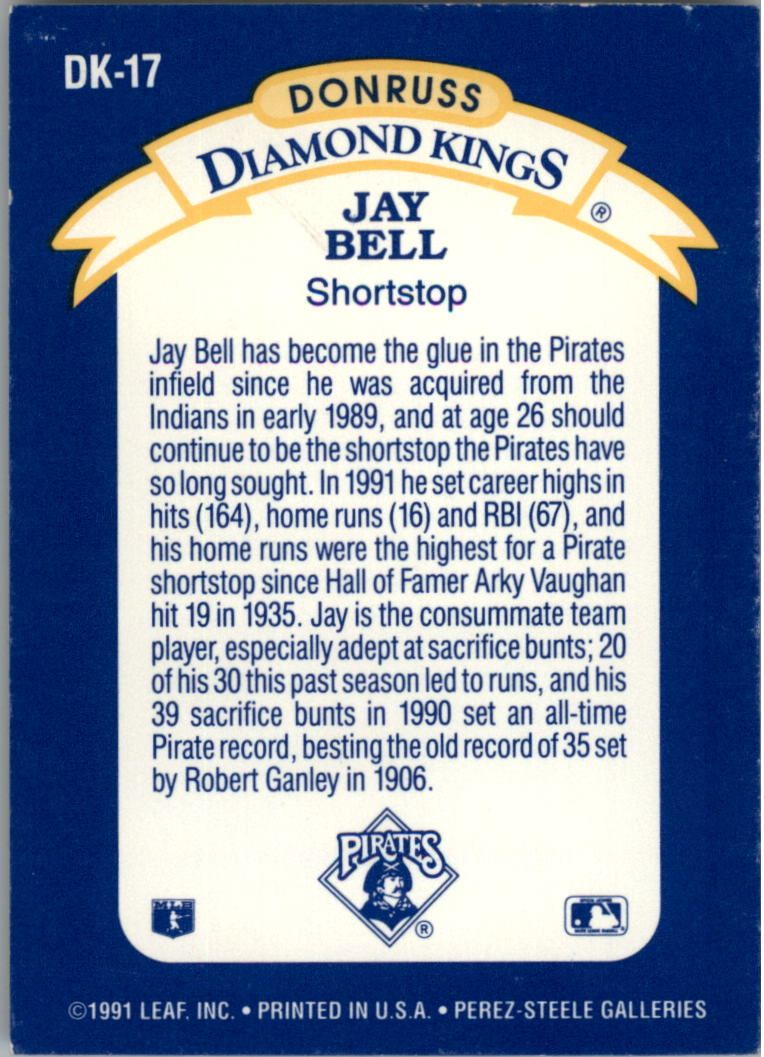 DK-17
DONRUSS
DIAMOND KINGS
®
JAY
BELL
Shortstop
Jay Bell has become the glue in the Pirates
infield since he was acquired from the
Indians in early 1989, and at age 26 should
continue to be the shortstop the Pirates have
so long sought. In 1991 he set career highs in
hits (164), home runs (16) and RBI (67), and
his home runs were the highest for a Pirate
shortstop since Hall of Famer Arky Vaughan
hit 19 in 1935. Jay is the consummate team
player, especially adept at sacrifice bunts; 20
of his 30 this past season led to runs, and his
39 sacrifice bunts in 1990 set an all-time
Pirate record, besting the old record of 35 set
by Robert Ganley in 1906.
PIRATES
®
©1991 LEAF, INC. • PRINTED IN U.S.A. • PEREZ-STEELE GALLERIES